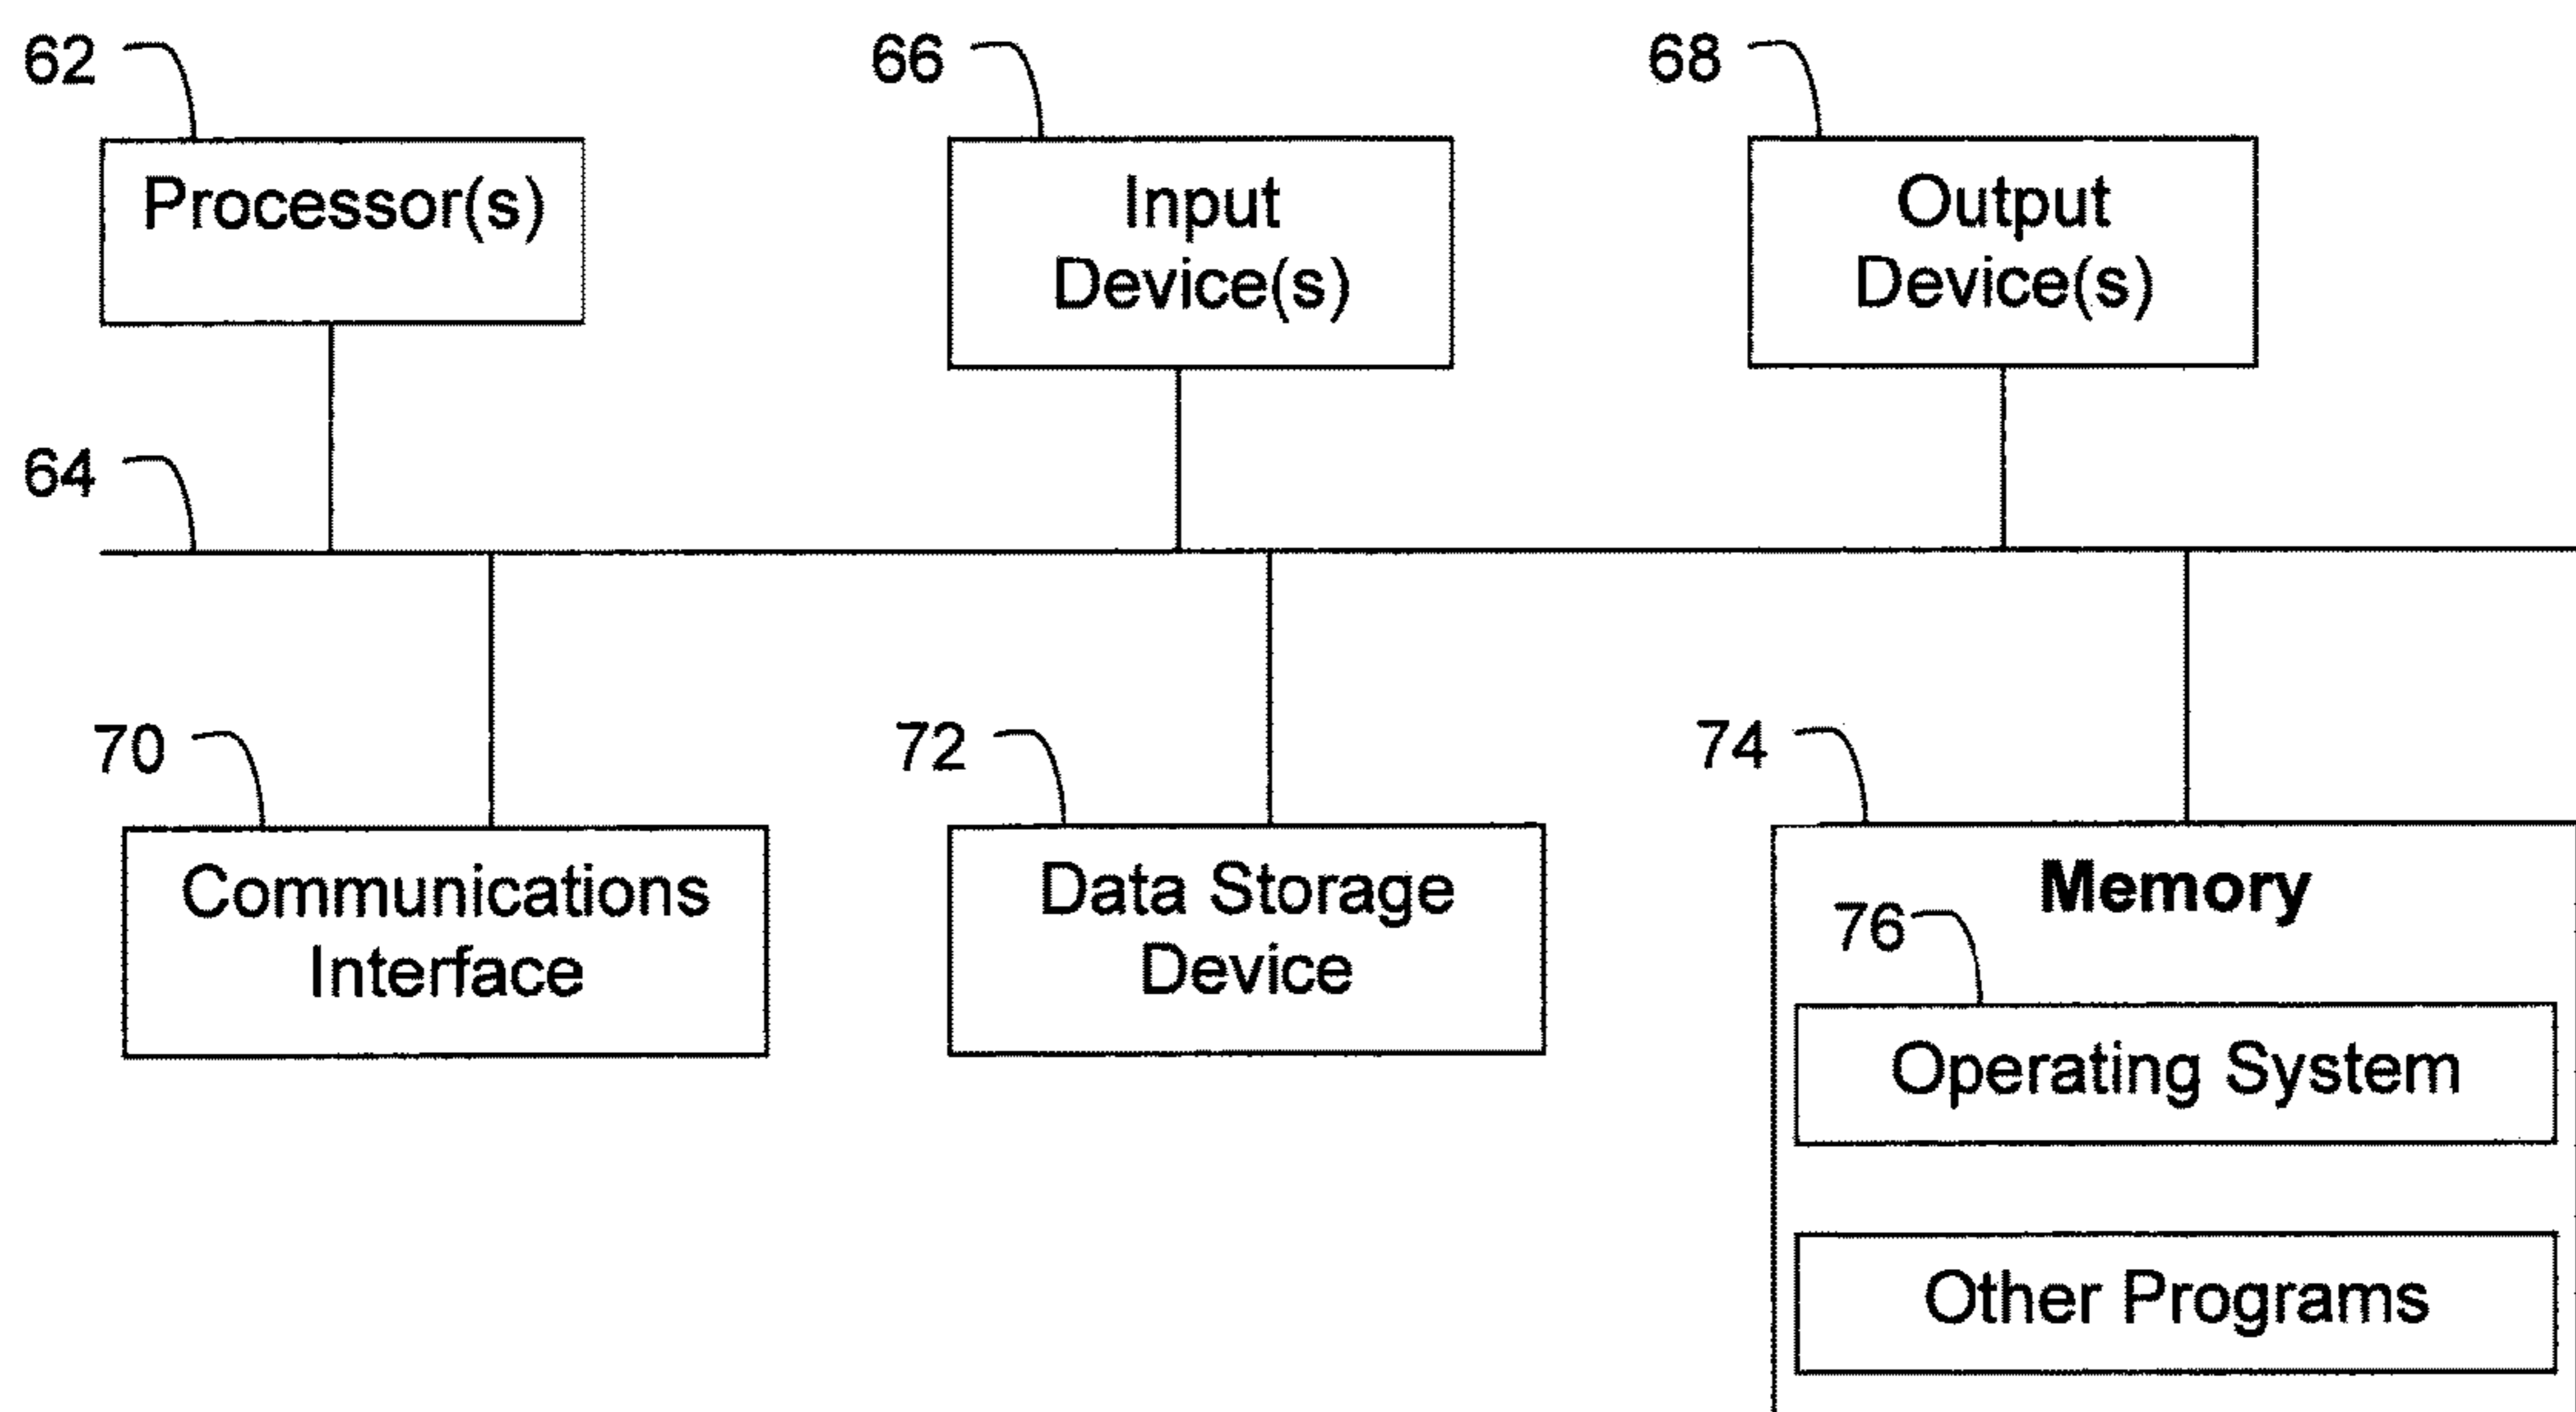 62
66
68
Processor(s)
Input
Device(s)
Output
Device(s)
64
70
72
74
Communications
Interface
Data Storage
Device
Memory
76
Operating System
Other Programs